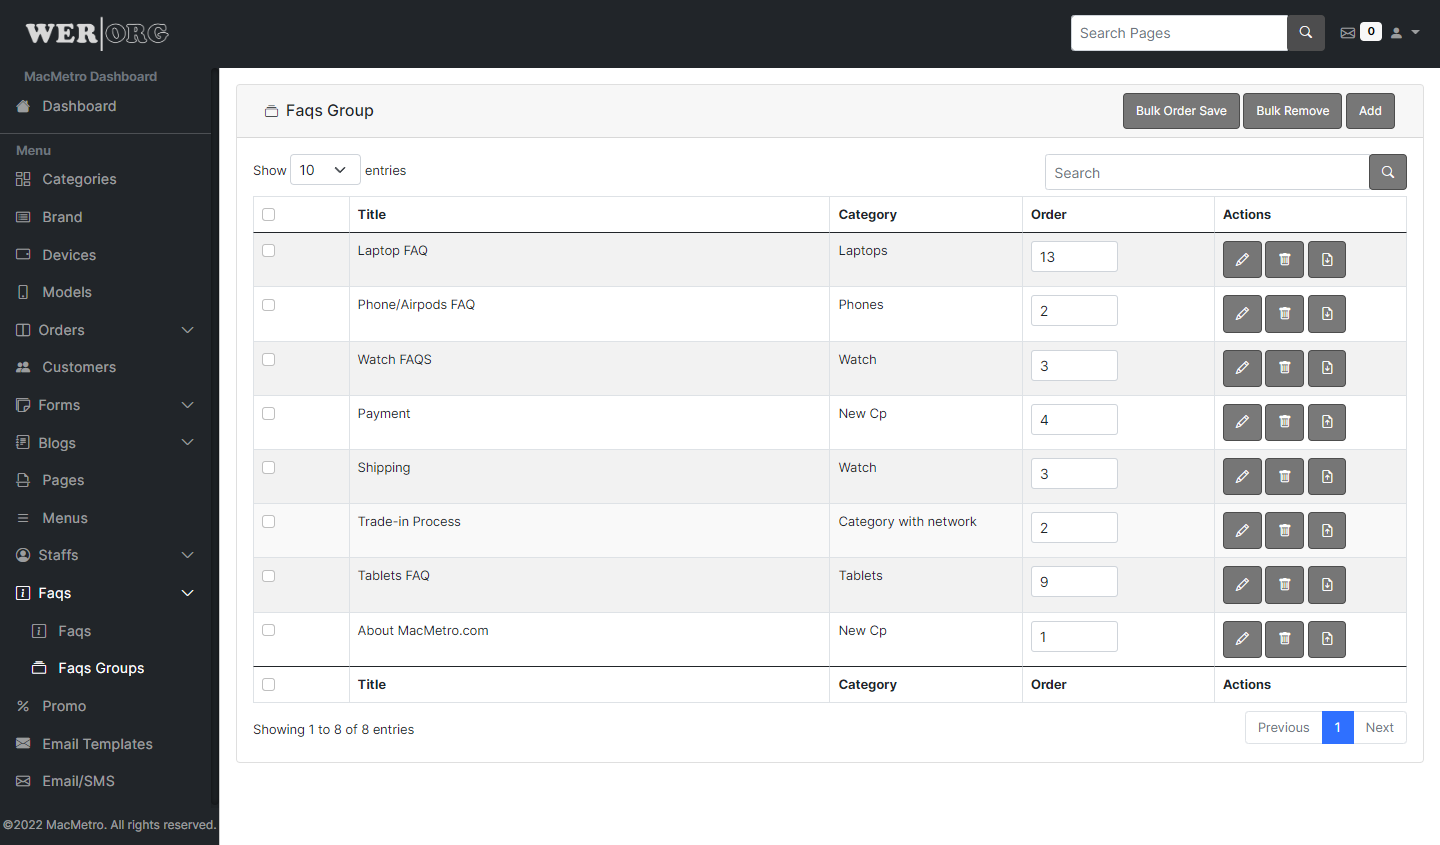 WER|ORG
Search Pages
0
MacMetro Dashboard
Dashboard
Menu
Categories
Brand
Devices
Models
Orders
Customers
Forms
Blogs
Pages
Menus
Staffs
Faqs
Faqs
Faqs Groups
Promo
Email Templates
Email/SMS
©2022 MacMetro. All rights reserved.
Faqs Group
Bulk Order Save Bulk Remove Add
Show 10 entries
Search
Title Category Order Actions
Laptop FAQ Laptops 13
Phone/Airpods FAQ Phones 2
Watch FAQS Watch 3
Payment New Cp 4
Shipping Watch 3
Trade-in Process Category with network 2
Tablets FAQ Tablets 9
About MacMetro.com New Cp 1
Title Category Order Actions
Showing 1 to 8 of 8 entries
Previous 1 Next